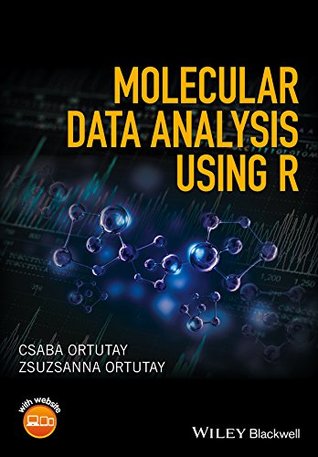 MOLECULAR
DATA ANALYSIS
USING R
CSABA ORTUTAY
ZSUZSANNA ORTUTAY
with website
WILEY Blackwell